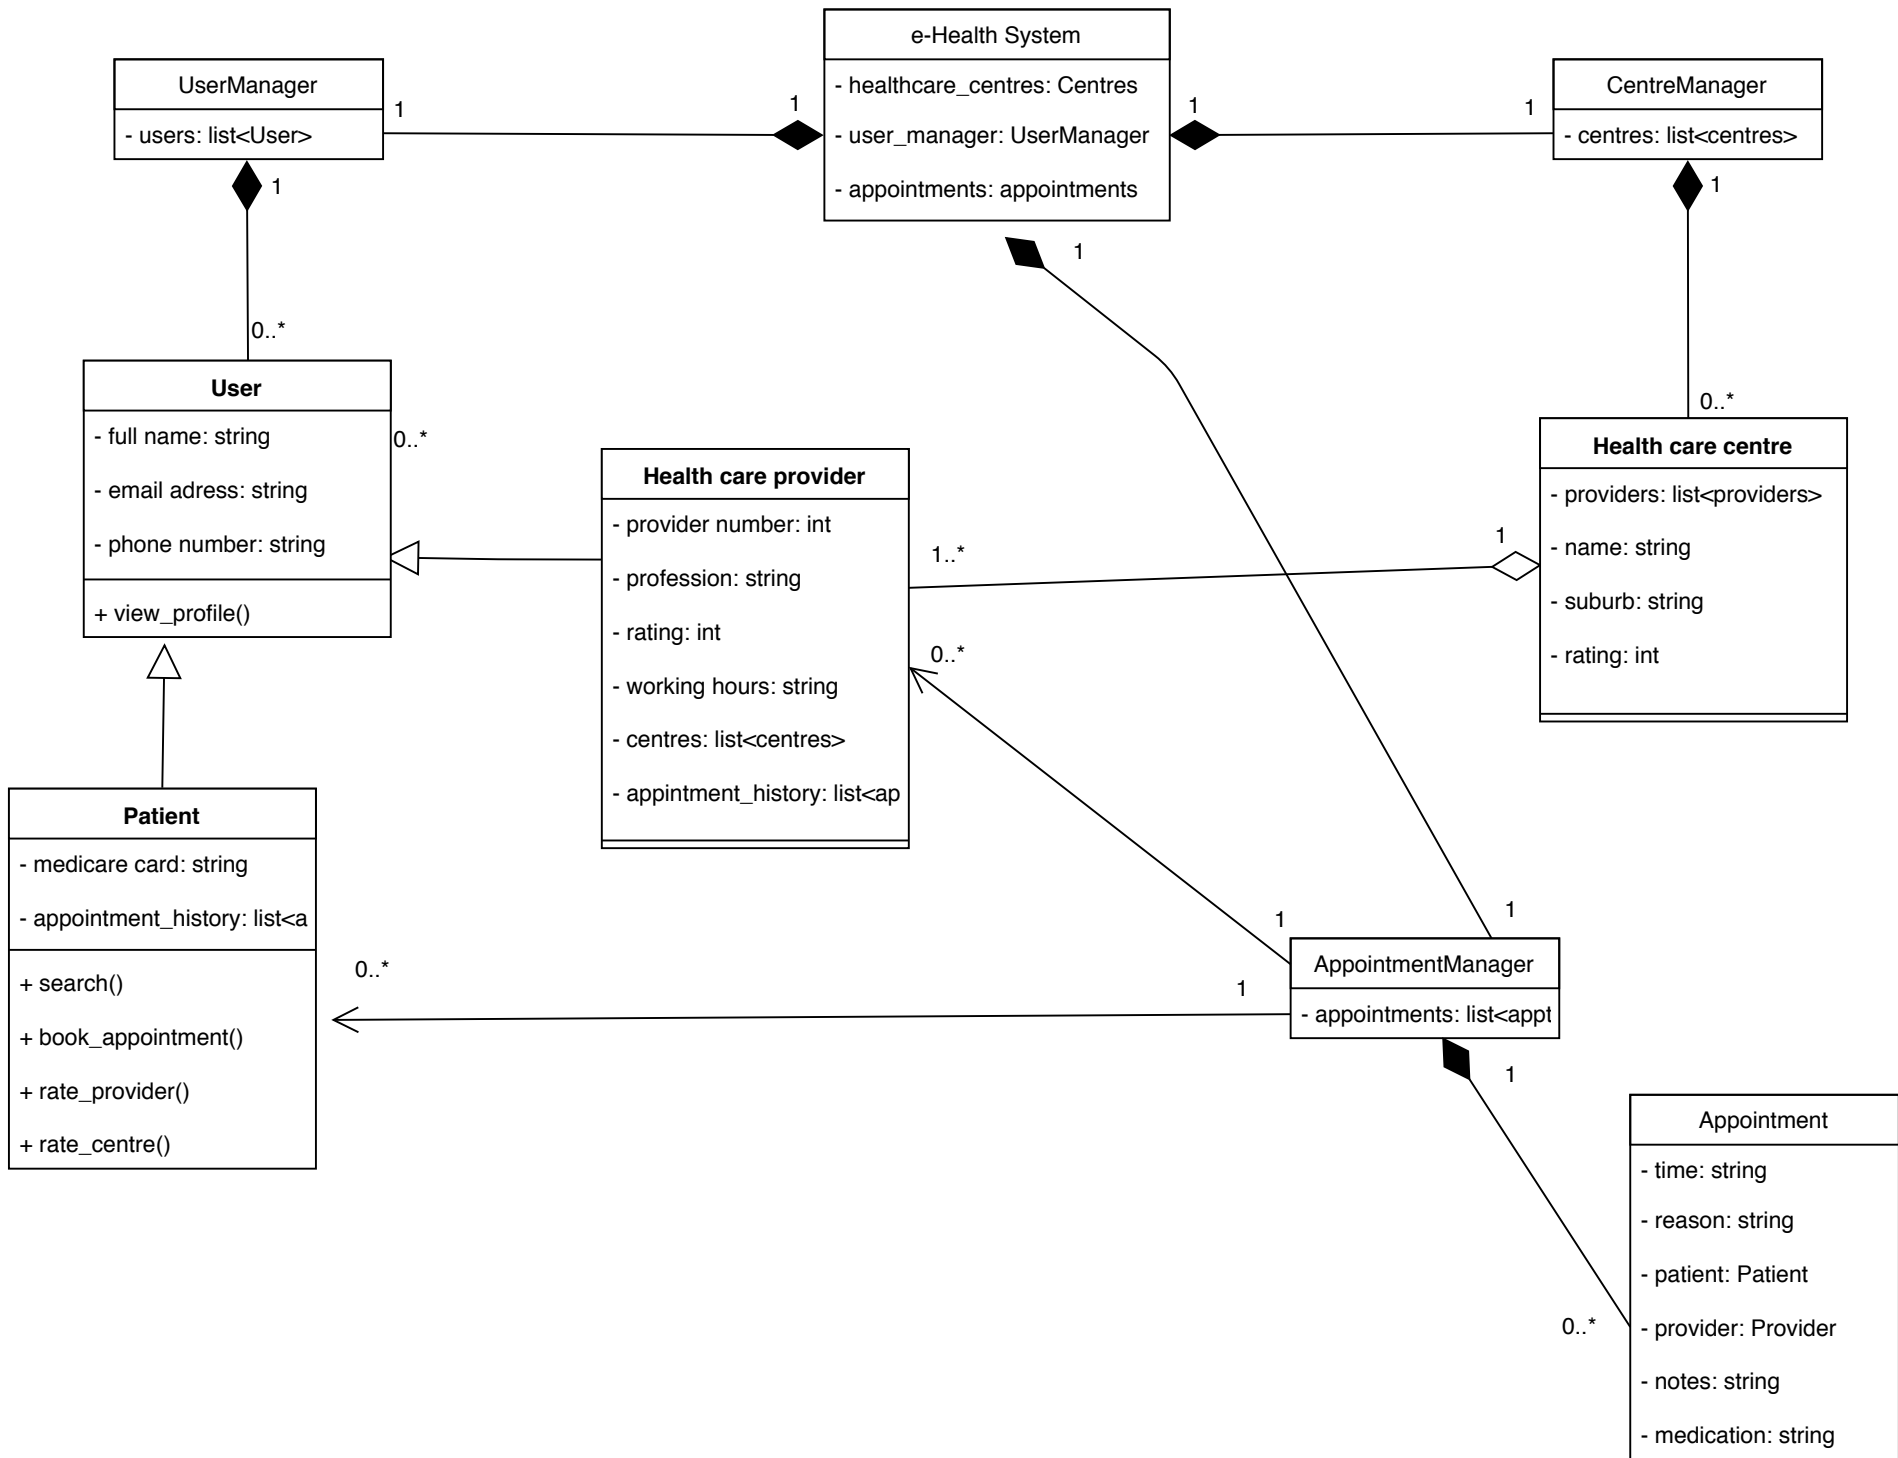 e-Health System
- healthcare_centres: Centres
- user_manager: UserManager
- appointments: appointments
UserManager
- users: list<User>
CentreManager
- centres: list<centres>
1
1
1
1
1
1
1
0..*
0..*
User
- full name: string
- email adress: string
- phone number: string
+ view_profile()
0..*
Health care provider
- provider number: int
- profession: string
- rating: int
- working hours: string
- centres: list<centres>
- appintment_history: list<ap
1..*
1
0..*
Health care centre
- providers: list<providers>
- name: string
- suburb: string
- rating: int
Patient
- medicare card: string
- appointment_history: list<a
+ search()
+ book_appointment()
+ rate_provider()
+ rate_centre()
0..*
1
1
1
AppointmentManager
- appointments: list<appt
1
0..*
Appointment
- time: string
- reason: string
- patient: Patient
- provider: Provider
- notes: string
- medication: string